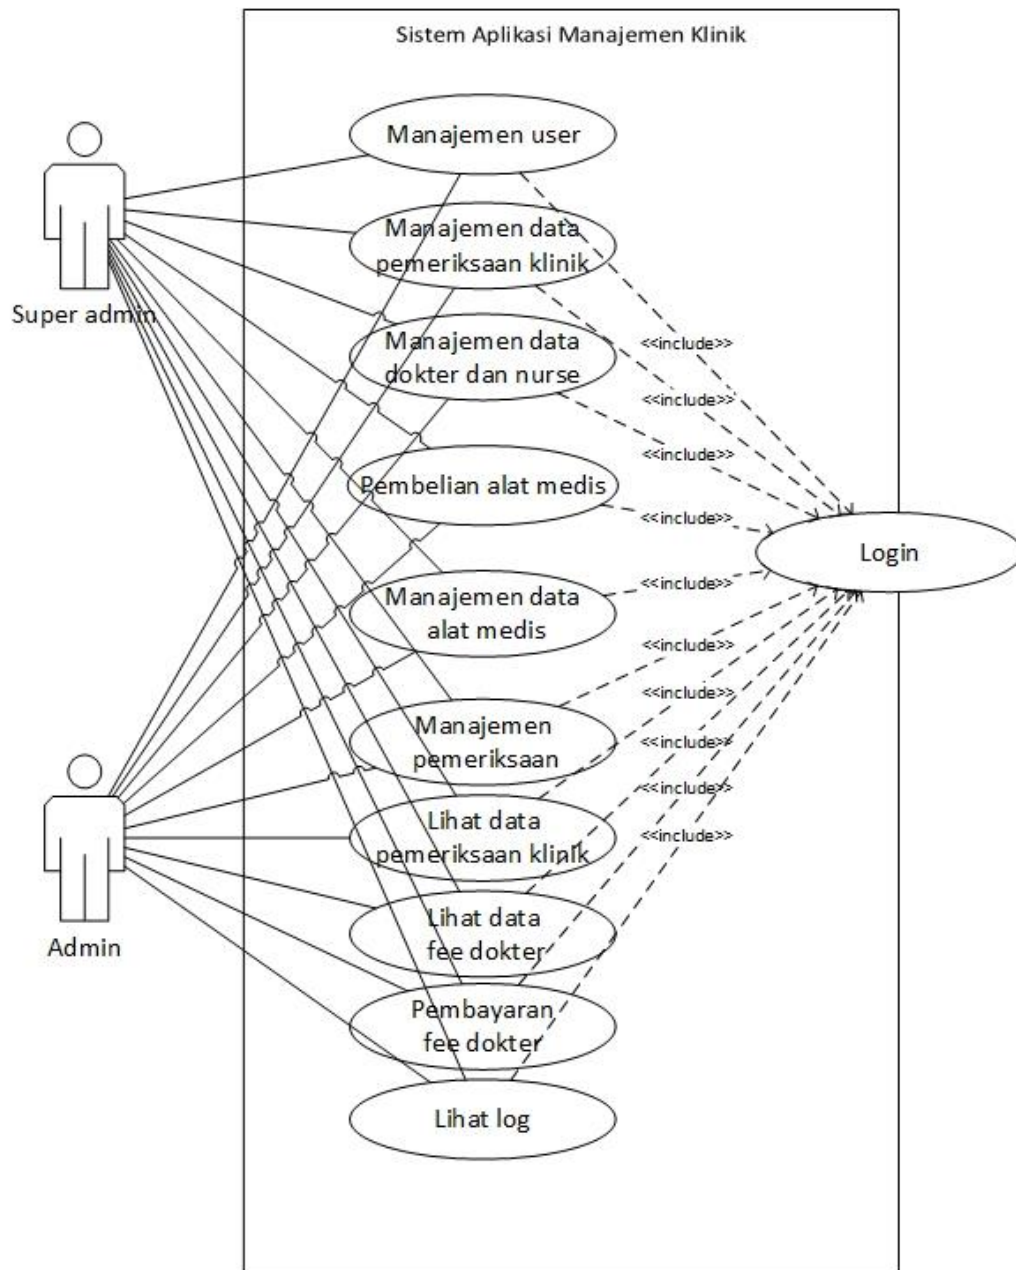 Sistem Aplikasi Manajemen Klinik
Manajemen user
Manajemen data
pemeriksaan klinik
Super admin
Manajemen data
dokter dan nurse
<<include>>
<<include>>
<<include>>
Pembelian alat medis
<<include>>
Login
Manajemen data
alat medis
<<include>>
<<include>>
Manajemen
pemeriksaan
<<include>>
<<include>>
<<include>>
<<include>>
Lihat data
pemeriksaan klinik
Admin
Lihat data
fee dokter
Pembayaran
fee dokter
Lihat log